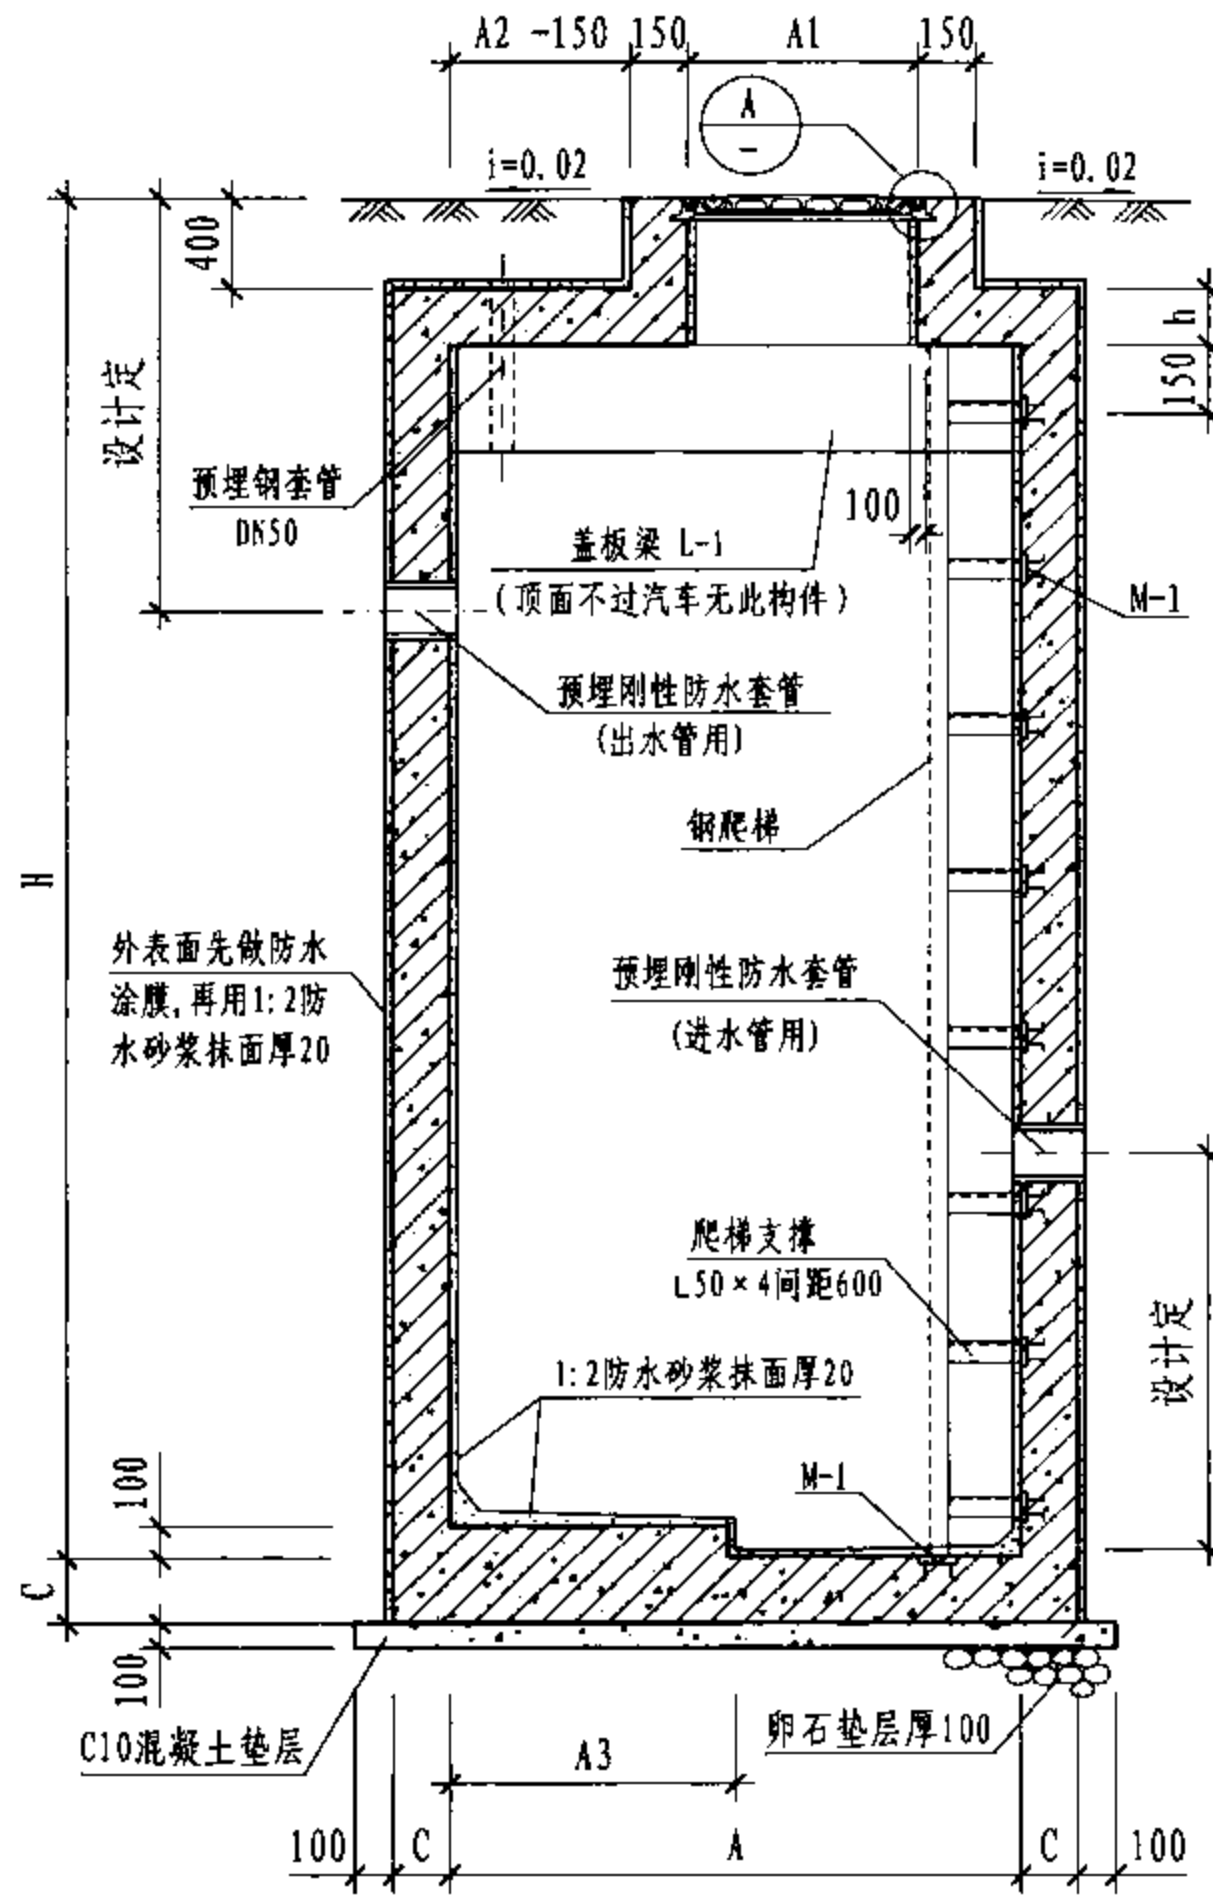 A2 -150
150
A1
150
A
-
i=0.02
i=0.02
400
设计定
h
150
预埋钢套管
DN50
100
盖板梁 L-1
(顶面不过汽车无此构件)
M-1
预埋刚性防水套管
(出水管用)
钢爬梯
H
外表面先做防水
涂膜,再用1:2防
水砂浆抹面厚20
预埋刚性防水套管
(进水管用)
爬梯支撑
L50×4间距600
设计定
1:2防水砂浆抹面厚20
M-1
100
C
100
C10混凝土垫层
卵石垫层厚100
A3
100
C
A
C
100